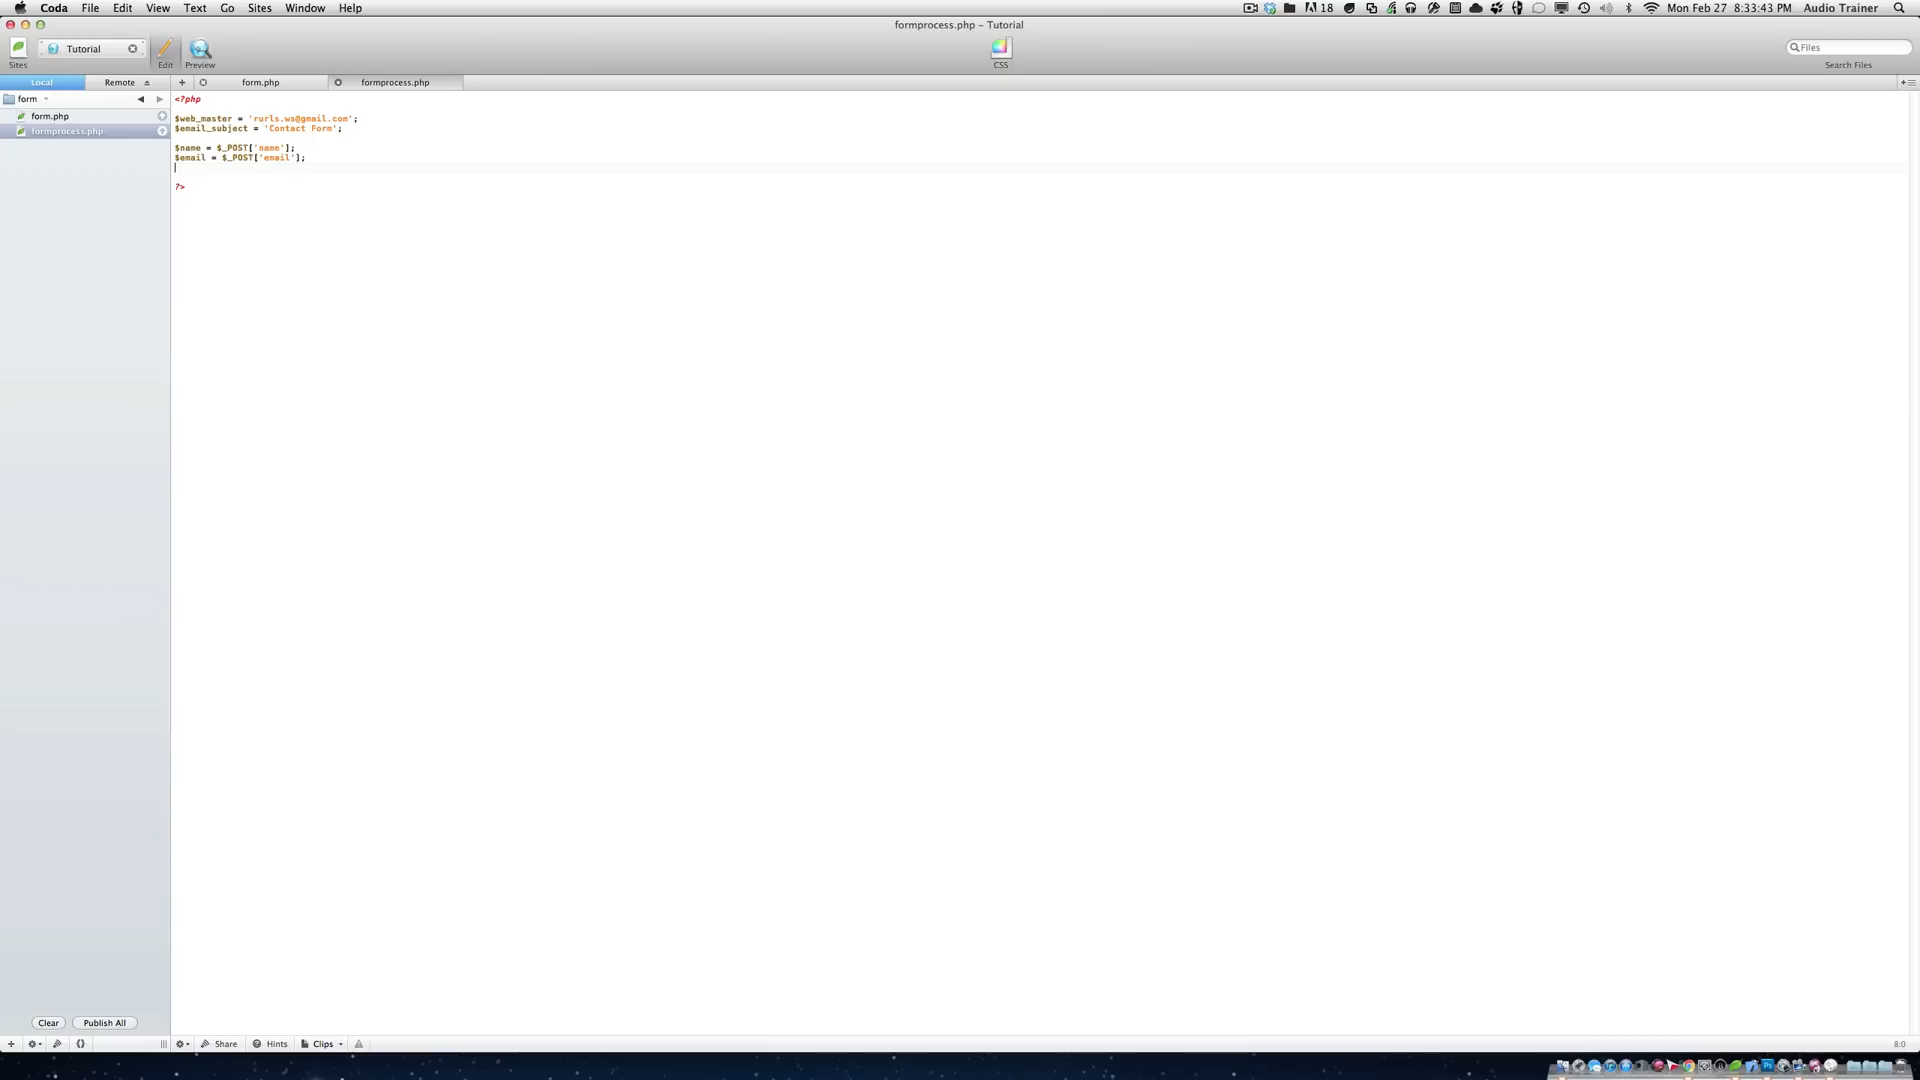 Coda File Edit View Text Go Sites Window Help 18 Mon Feb 27 8:33:43 PM Audio Trainer
formprocess.php - Tutorial
Tutorial Files
Sites Edit Preview CSS Search Files
Local Remote form.php formprocess.php
form
form.php
formprocess.php
<?php
$web_master = 'rurls.ws@gmail.com';
$email_subject = 'Contact Form';
$name = $_POST['name'];
$email = $_POST['email'];
?>
Clear Publish All
Share Hints Clips 8:0